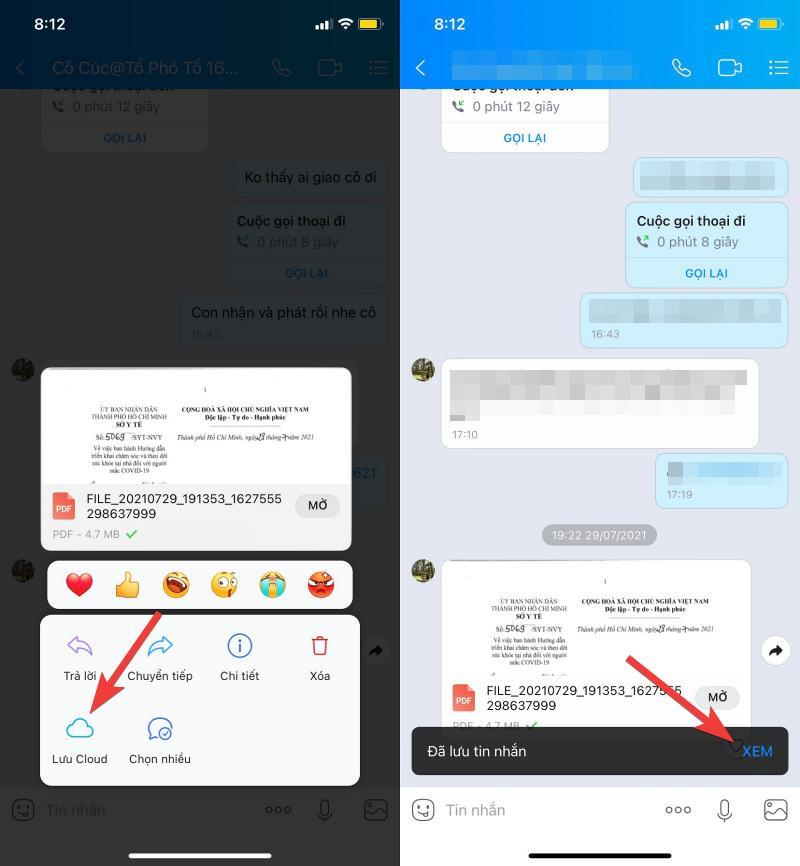 8:12
Cô Cúc@Tổ Phó Tổ 16...
0 phút 12 giây
GỌI LẠI
Ko thấy ai giao cô ơi
Cuộc gọi thoại đi
0 phút 8 giây
GỌI LẠI
Con nhận và phát rồi nhe cô
16:43
1
ỦY BAN NHÂN DÂN
THÀNH PHỐ HỒ CHÍ MINH
SỞ Y TẾ
CỘNG HOÀ XÃ HỘI CHỦ NGHĨA VIỆT NAM
Độc lập - Tự do - Hạnh phúc
Số: 5069 /SYT-NVY
Thành phố Hồ Chí Minh, ngày 29 tháng 7 năm 2021
Về việc ban hành Hướng dẫn
triển khai chăm sóc và theo dõi
sức khỏe tại nhà đối với người
mắc COVID-19
621
PDF
FILE_20210729_191353_1627555
298637999
MỞ
PDF - 4.7 MB
Trả lời
Chuyển tiếp
Chi tiết
Xóa
Lưu Cloud
Chọn nhiều
Tin nhắn
8:12
0 phút 12 giây
GỌI LẠI
Cuộc gọi thoại đi
0 phút 8 giây
GỌI LẠI
16:43
17:10
17:19
19:22 29/07/2021
1
ỦY BAN NHÂN DÂN
THÀNH PHỐ HỒ CHÍ MINH
SỞ Y TẾ
CỘNG HOÀ XÃ HỘI CHỦ NGHĨA VIỆT NAM
Độc lập - Tự do - Hạnh phúc
Số: 5069 /SYT-NVY
Thành phố Hồ Chí Minh, ngày 29 tháng 7 năm 2021
Về việc ban hành Hướng dẫn
triển khai chăm sóc và theo dõi
sức khỏe tại nhà đối với người
mắc COVID-19
PDF
FILE_20210729_191353_1627555
298637999
MỞ
PDF - 4.7 MB
Đã lưu tin nhắn
XEM
Tin nhắn